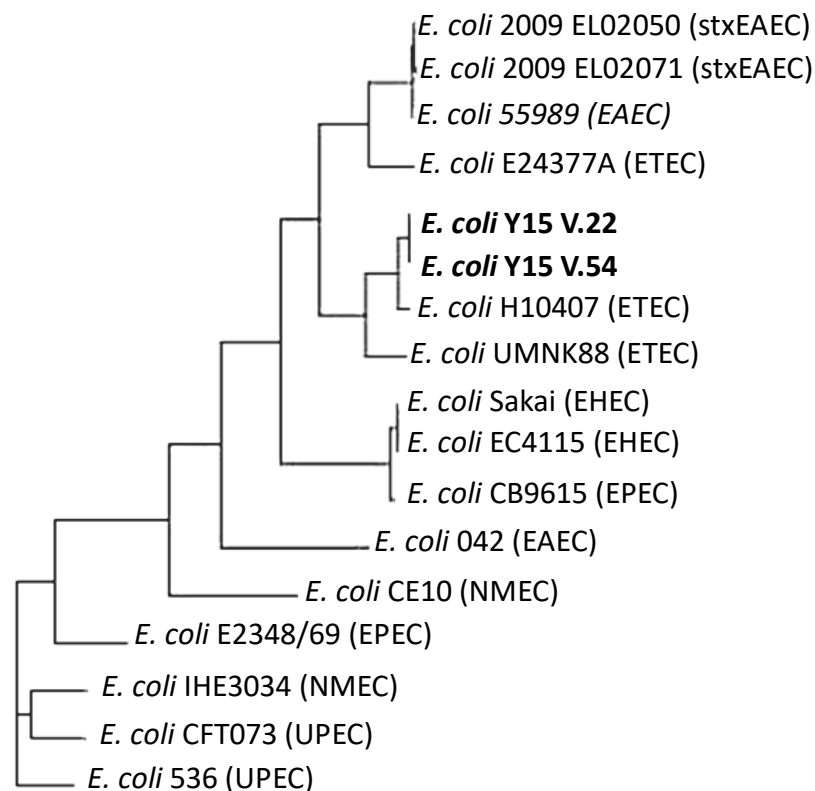 E. coli 2009 EL02050 (stxEAEC)
E. coli 2009 EL02071 (stxEAEC)
E. coli 55989 (EAEC)
E. coli E24377A (ETEC)
E. coli Y15 V.22
E. coli Y15 V.54
E. coli H10407 (ETEC)
E. coli UMNK88 (ETEC)
E. coli Sakai (EHEC)
E. coli EC4115 (EHEC)
E. coli CB9615 (EPEC)
E. coli 042 (EAEC)
E. coli CE10 (NMEC)
E. coli E2348/69 (EPEC)
E. coli IHE3034 (NMEC)
E. coli CFT073 (UPEC)
E. coli 536 (UPEC)